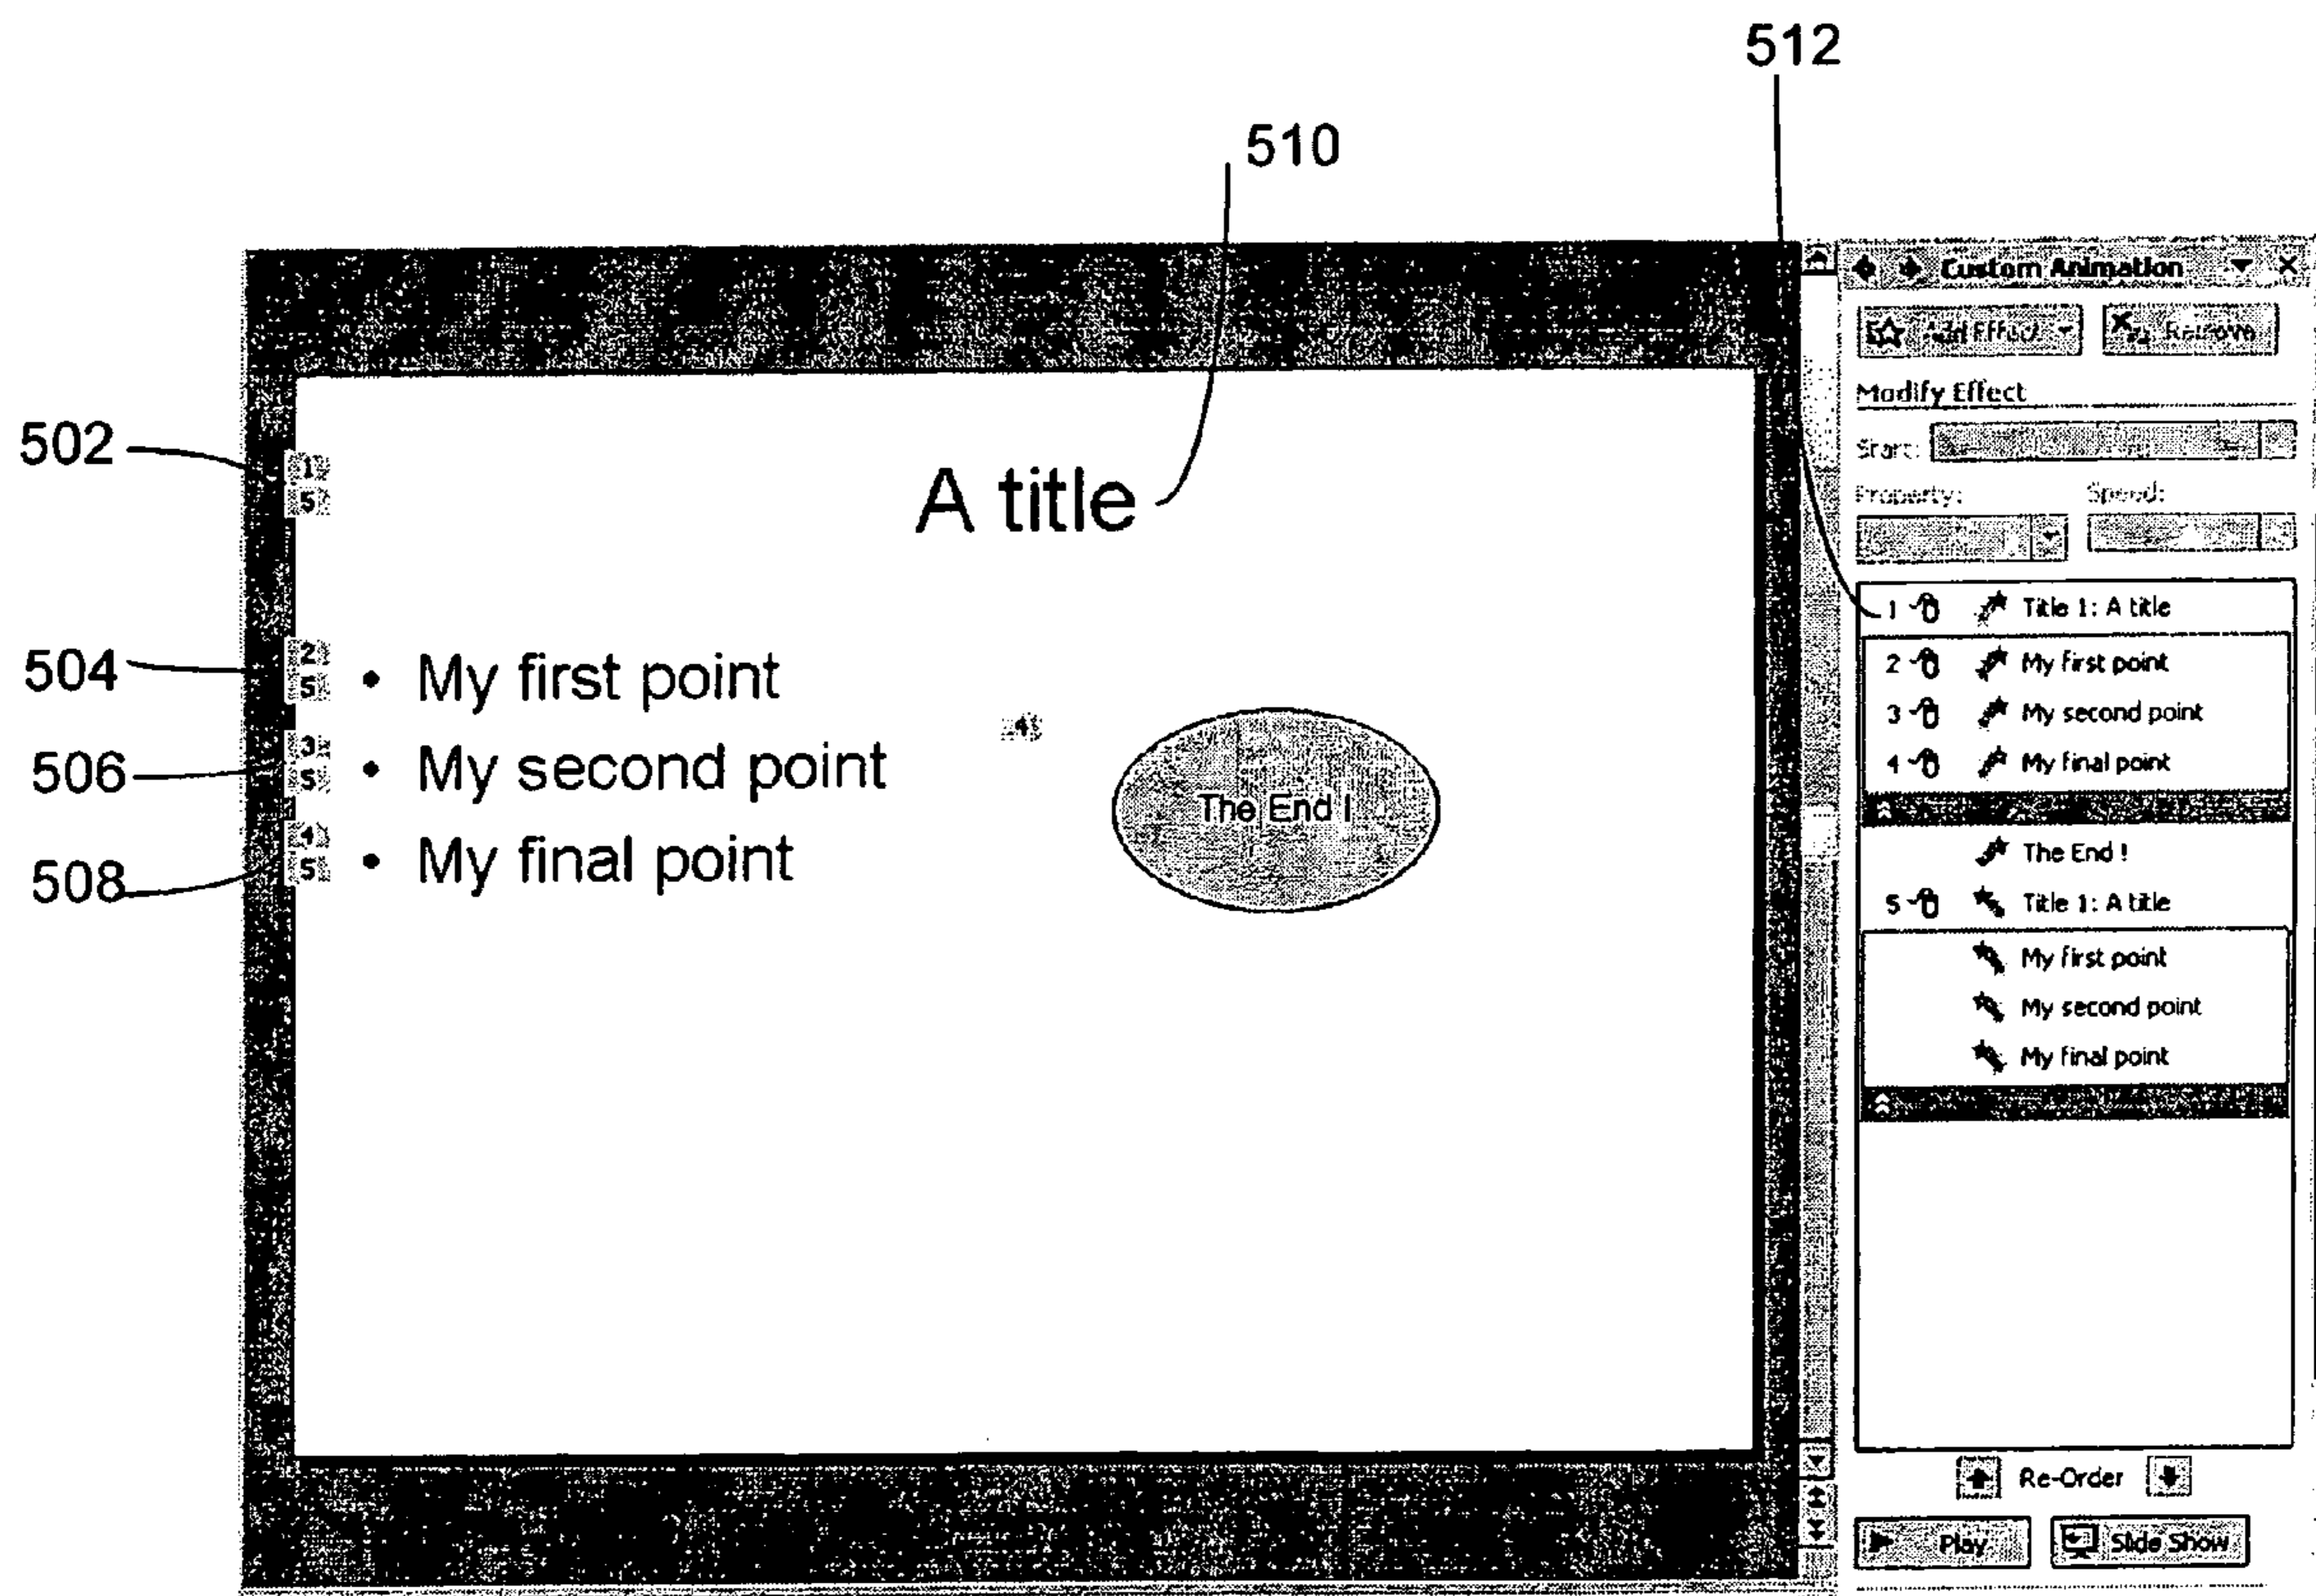 512
510
Custom Animation
Add Effect
Remove
Modify Effect
502
1
5
A title
Start:
Property:
Speed:
1 Title 1: A title
504
2
5
• My first point
2 My first point
4
3 My second point
506
3
5
• My second point
4 My final point
The End !
508
4
5
• My final point
The End !
5 Title 1: A title
My first point
My second point
My final point
Re-Order
Play
Slide Show